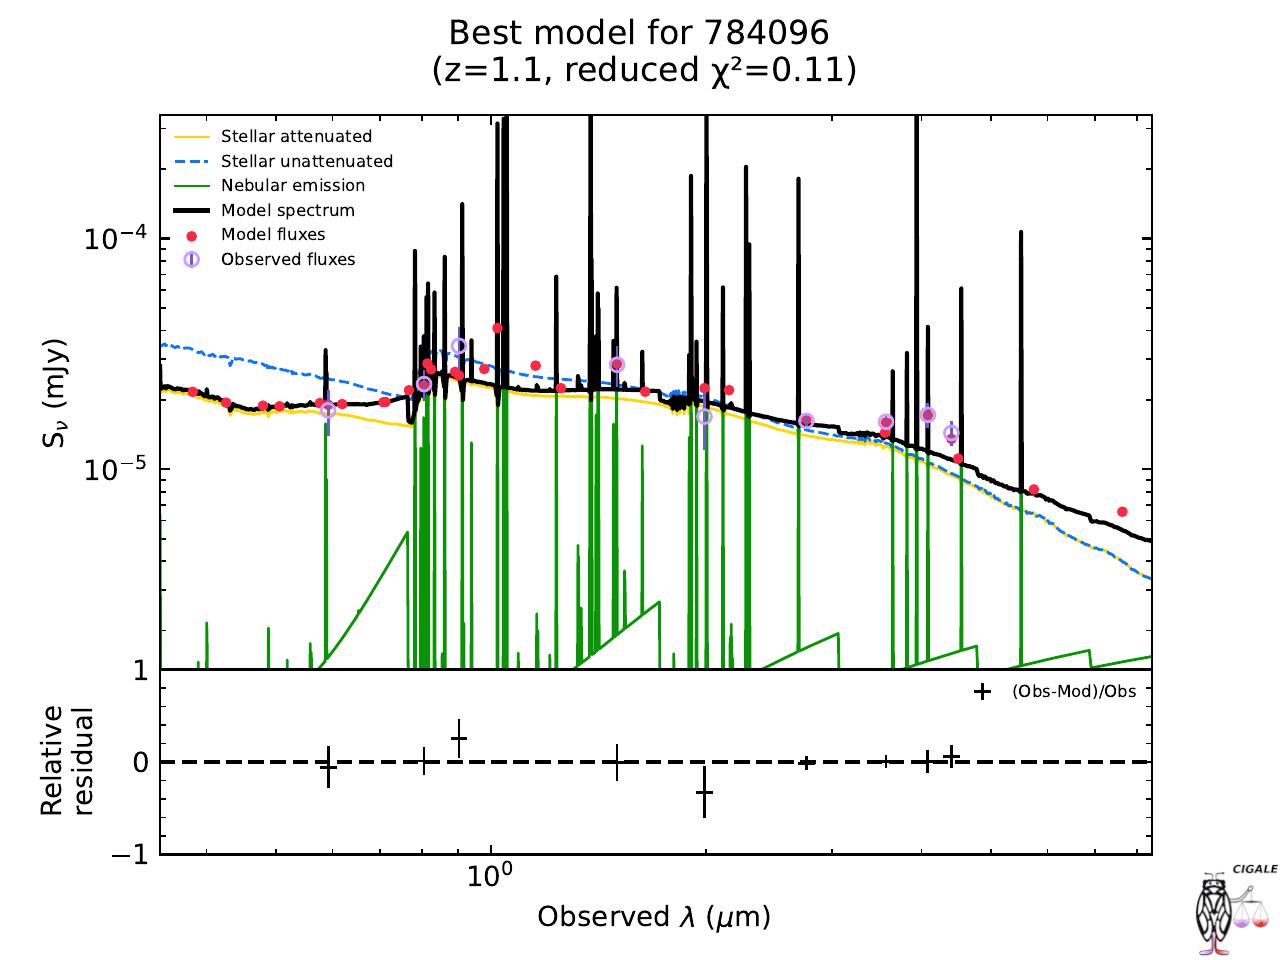 Best model for 784096
(z=1.1, reduced χ²=0.11)
Stellar attenuated
Stellar unattenuated
Nebular emission
Model spectrum
Model fluxes
Observed fluxes
10⁻⁴
10⁻⁵
S_ν (mJy)
1
0
−1
Relative
residual
(Obs-Mod)/Obs
10⁰
Observed λ (μm)
CIGALE